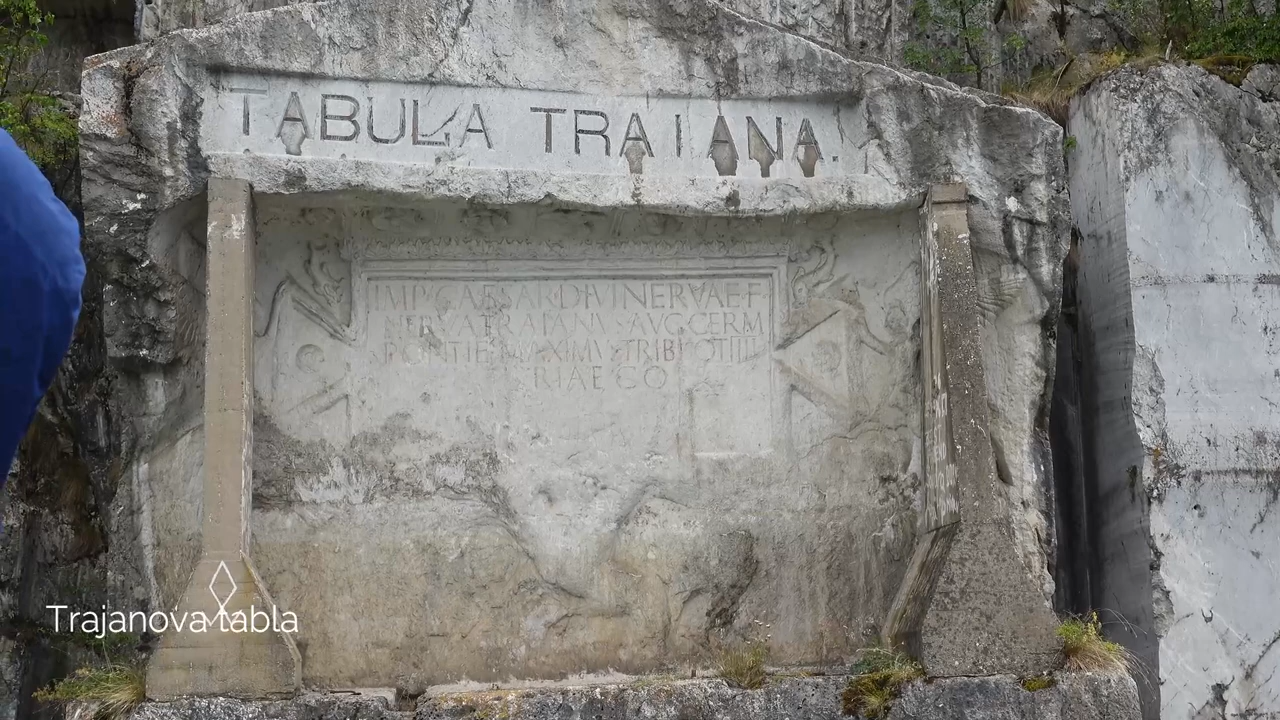 TABULA TRAIANA.
IMP CAESAR DIVI NERVAE F
NERVA TRAIANVS AVG GERM
PONTIF MAXIMVS TRIB POT IIII
RIAE CO
Trajanova tabla